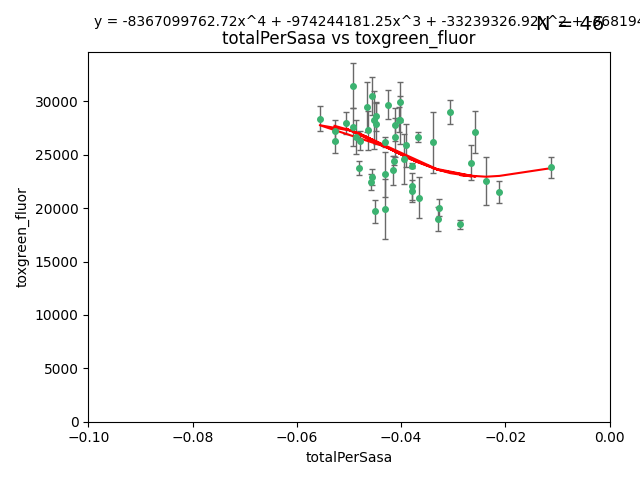 y = -8367099762.72x^4 + -974244181.25x^3 + -33239326.92x^2 +
N = 46
totalPerSasa vs toxgreen_fluor
30000
25000
20000
15000
10000
5000
0
toxgreen_fluor
−0.10 −0.08 −0.06 −0.04 −0.02 0.00
totalPerSasa